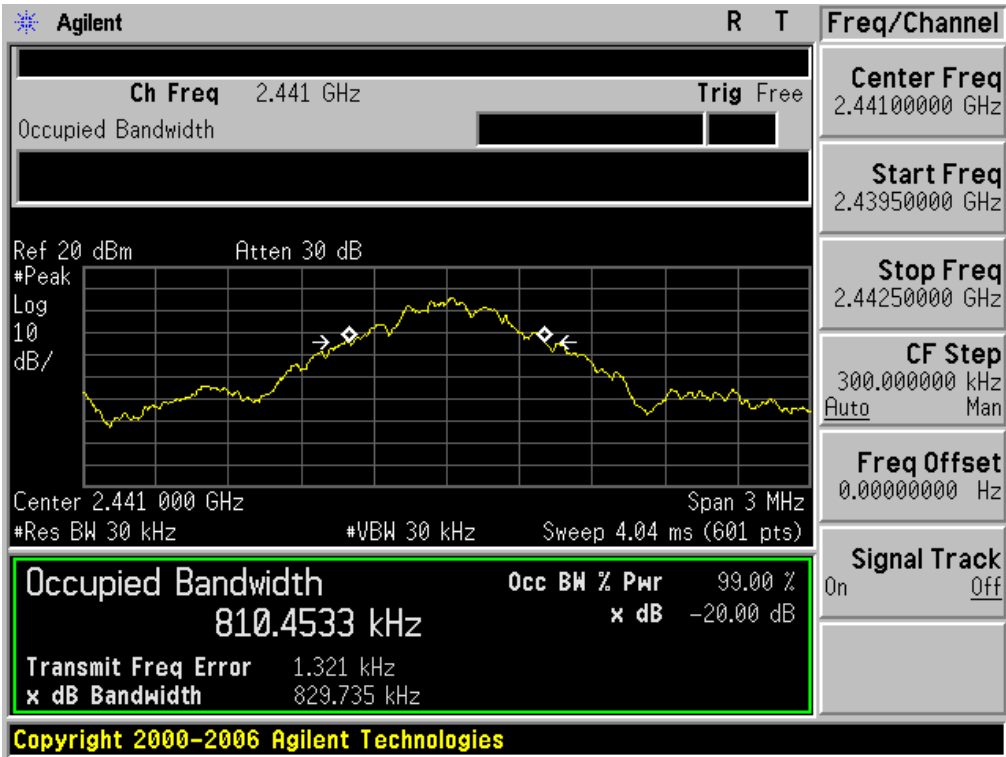 Agilent R T
Ch Freq 2.441 GHz Trig Free
Occupied Bandwidth
Ref 20 dBm Atten 30 dB
#Peak
Log
10
dB/
Center 2.441 000 GHz Span 3 MHz
#Res BW 30 kHz #VBW 30 kHz Sweep 4.04 ms (601 pts)
Occupied Bandwidth
810.4533 kHz
Occ BW % Pwr 99.00 %
x dB -20.00 dB
Transmit Freq Error 1.321 kHz
x dB Bandwidth 829.735 kHz
Copyright 2000-2006 Agilent Technologies
Freq/Channel
Center Freq
2.44100000 GHz
Start Freq
2.43950000 GHz
Stop Freq
2.44250000 GHz
CF Step
300.000000 kHz
Auto Man
Freq Offset
0.00000000 Hz
Signal Track
On Off